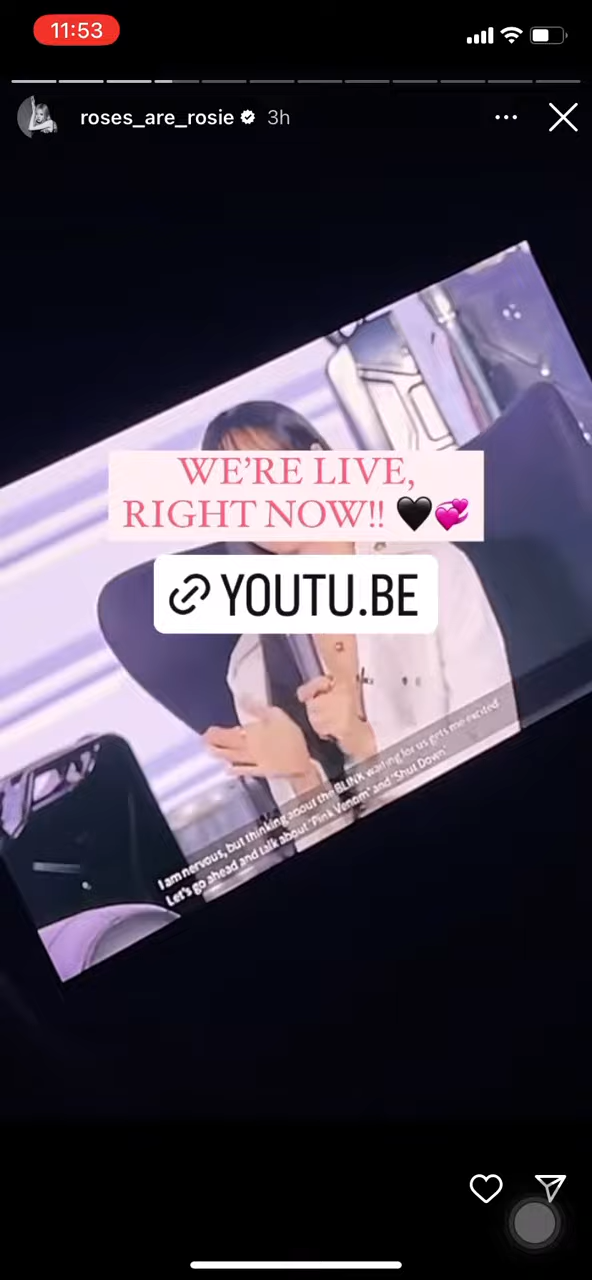 11:53
roses_are_rosie 3h
WE'RE LIVE,
RIGHT NOW!! 🖤💞
YOUTU.BE
I am nervous, but thinking about the BLINK waiting for us gets me excited.
Let's go ahead and talk about 'Pink Venom' and 'Shut Down.'